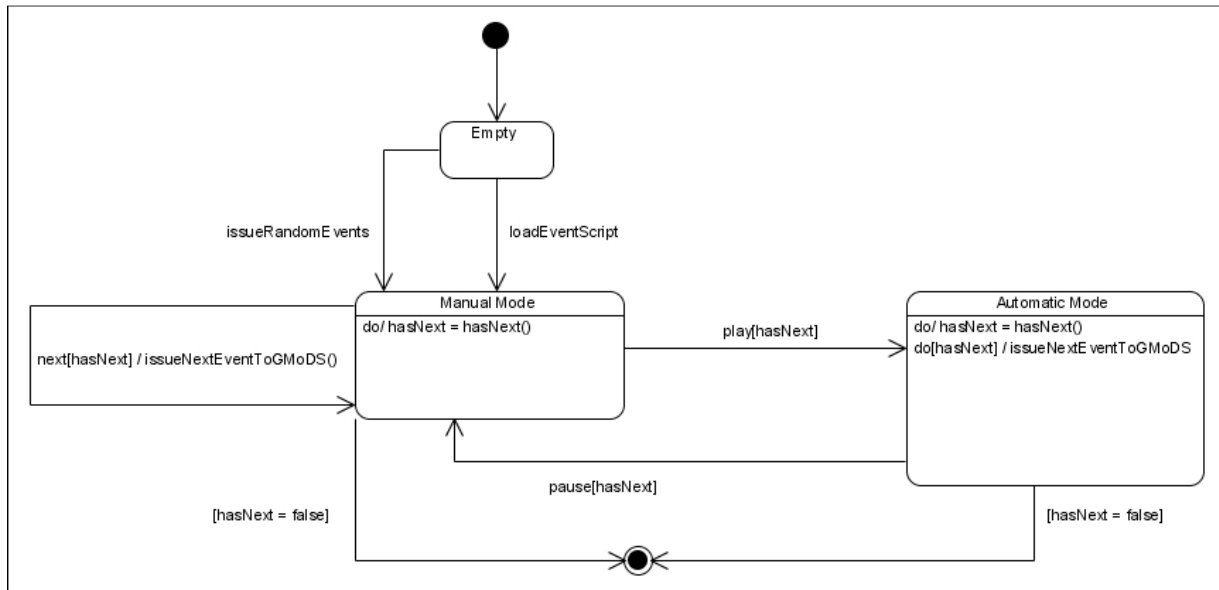 Empty
issueRandomEvents
loadEventScript
Manual Mode
do/ hasNext = hasNext()
Automatic Mode
do/ hasNext = hasNext()
do[hasNext] / issueNextEventToGMoDS
play[hasNext]
next[hasNext] / issueNextEventToGMoDS()
pause[hasNext]
[hasNext = false]
[hasNext = false]